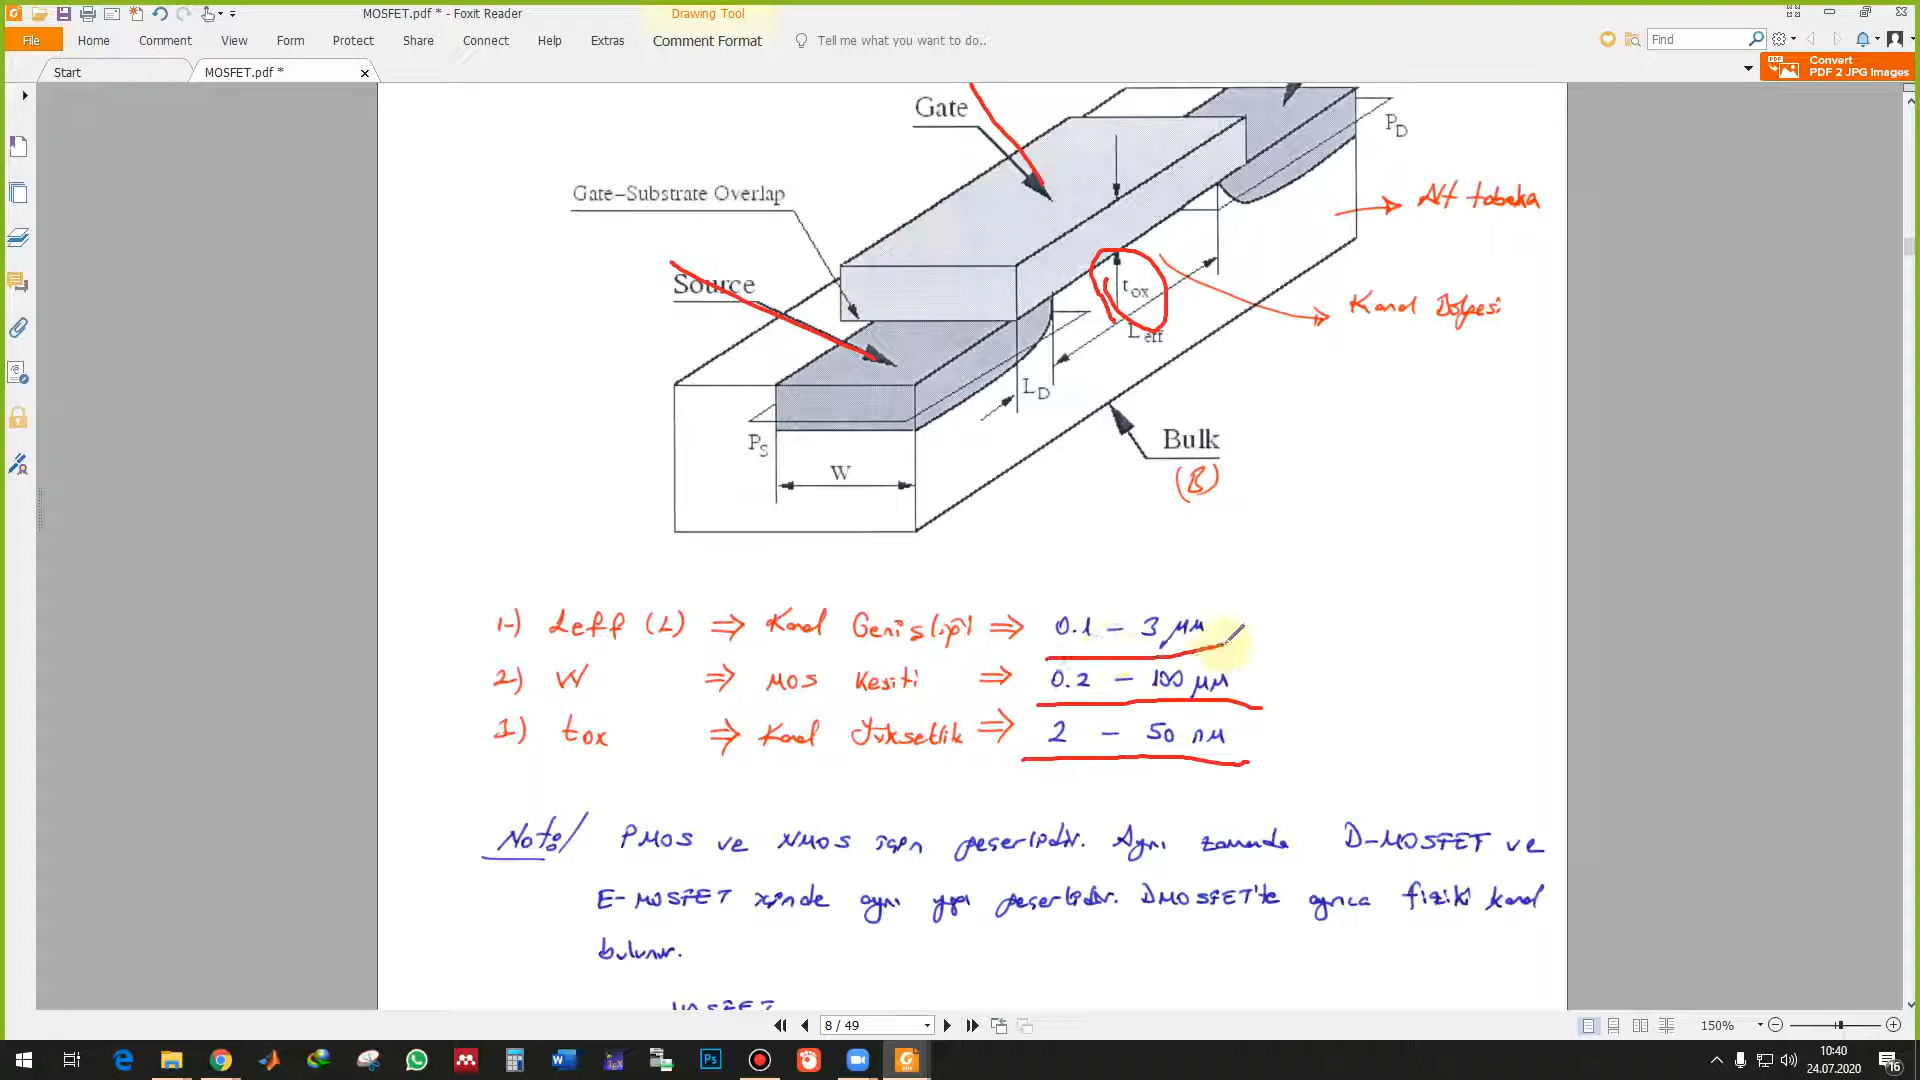 MOSFET.pdf * - Foxit Reader
Drawing Tool
File
Home
Comment
View
Form
Protect
Share
Connect
Help
Extras
Comment Format
Tell me what you want to do..
Find
Start
MOSFET.pdf *
Convert
PDF 2 JPG Images
Gate
PD
Gate-Substrate Overlap
Alt tabaka
Source
tox
Kanal Bölgesi
Leff
LD
PS
Bulk
W
(B)
1-) Leff (L) ⇒ Kanal Genişliği ⇒ 0.1 - 3 μm
2-) W ⇒ MOS Kesiti ⇒ 0.2 - 100 μm
1) tox ⇒ Kanal Yükseklik ⇒ 2 - 50 nm
Not: PMOS ve NMOS için geçerlidir. Aynı zamanda D-MOSFET ve
E-MOSFET içinde aynı yapı geçerlidir. DMOSFET'te ayrıca fiziki kanal
bulunur.
MOSFET
8 / 49
150%
10:40
24.07.2020
16